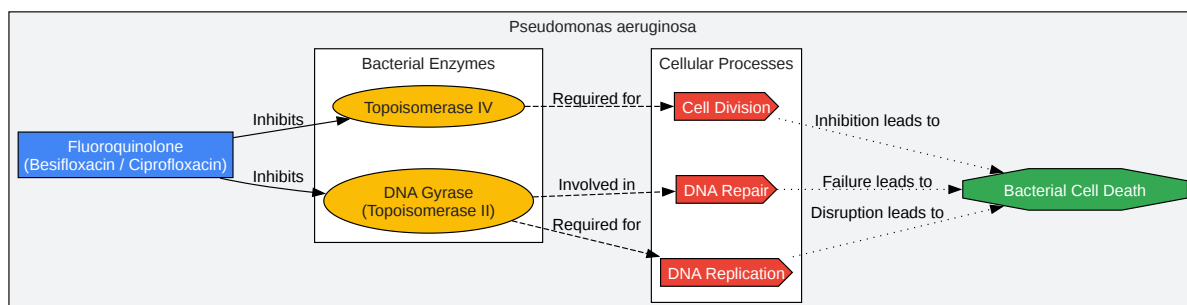 Pseudomonas aeruginosa
Bacterial Enzymes
Cellular Processes
Fluoroquinolone
(Besifloxacin / Ciprofloxacin)
Inhibits
Inhibits
Topoisomerase IV
DNA Gyrase
(Topoisomerase II)
Required for
Involved in
Required for
Cell Division
DNA Repair
DNA Replication
Inhibition leads to
Failure leads to
Disruption leads to
Bacterial Cell Death